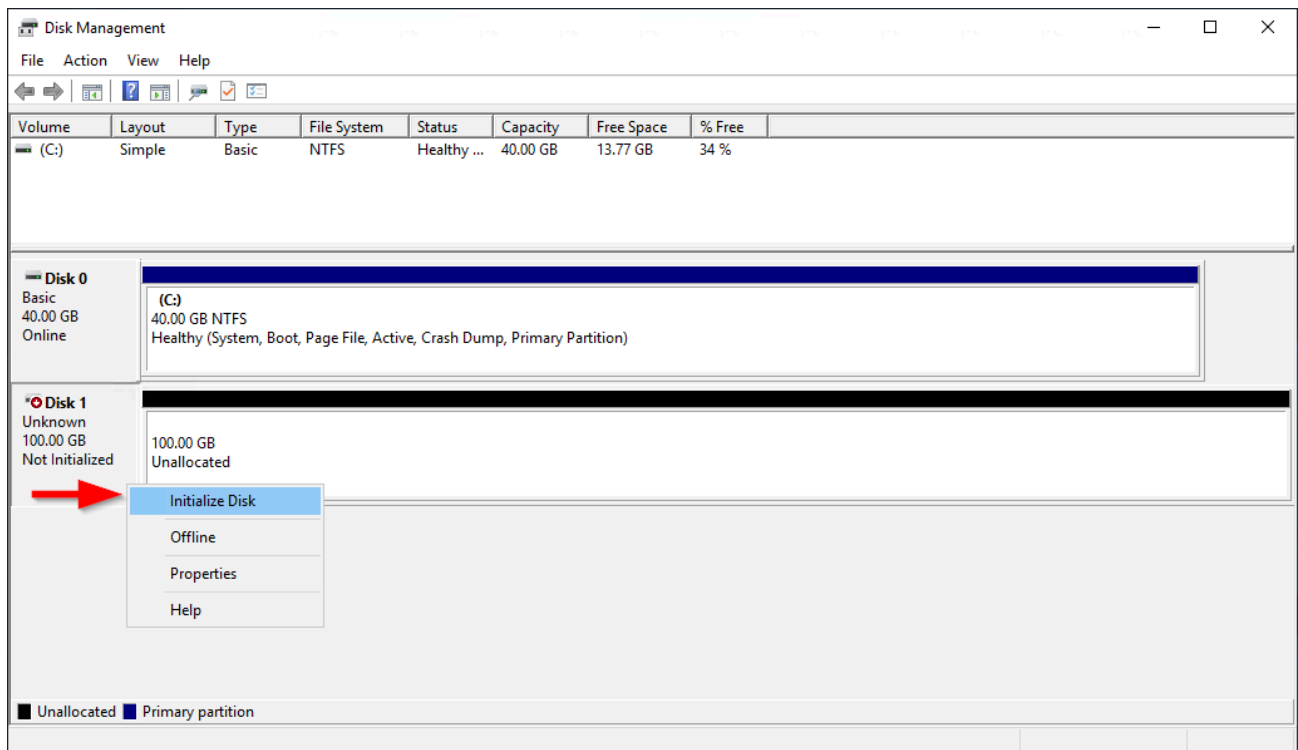 Disk Management
File Action View Help
Volume Layout Type File System Status Capacity Free Space % Free
(C:) Simple Basic NTFS Healthy ... 40.00 GB 13.77 GB 34 %
Disk 0
Basic
40.00 GB
Online
(C:)
40.00 GB NTFS
Healthy (System, Boot, Page File, Active, Crash Dump, Primary Partition)
Disk 1
Unknown
100.00 GB
Not Initialized
100.00 GB
Unallocated
Initialize Disk
Offline
Properties
Help
Unallocated Primary partition